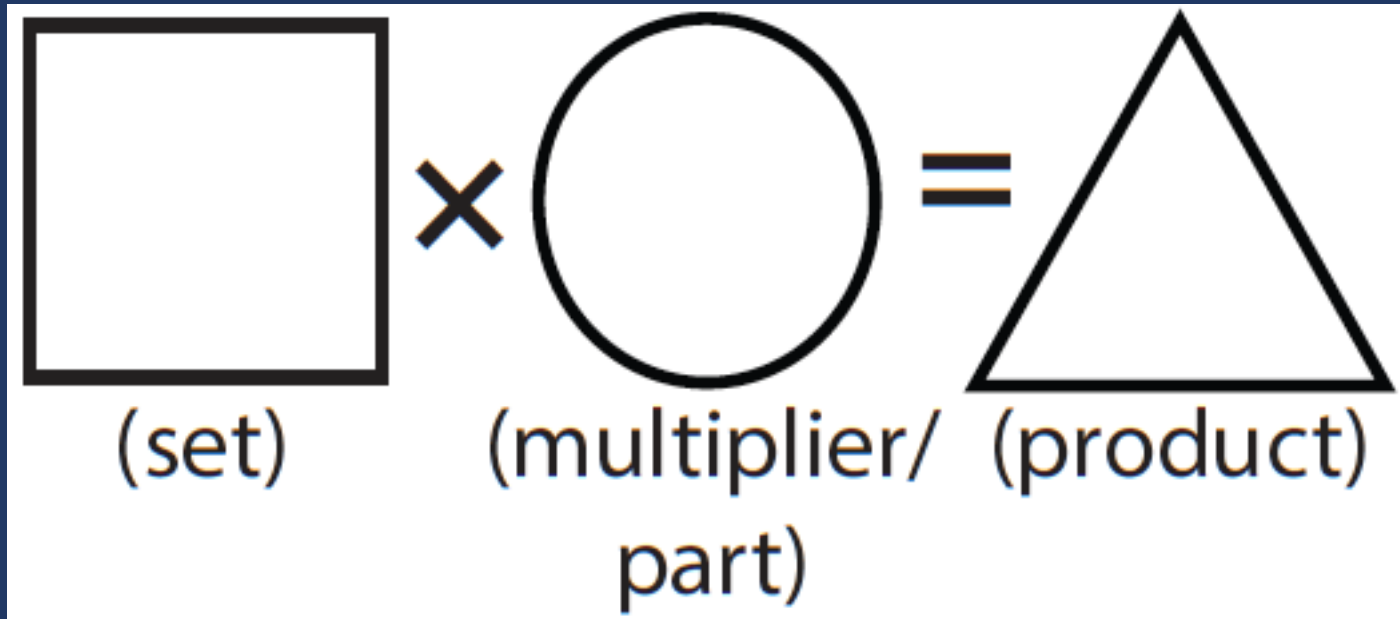 × =
(set) (multiplier/ (product)
part)